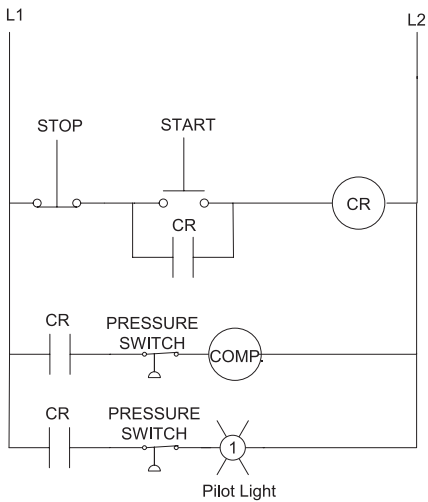 L1 L2
STOP START
CR
CR
CR PRESSURE
SWITCH
COMP.
CR PRESSURE
SWITCH
1
Pilot Light